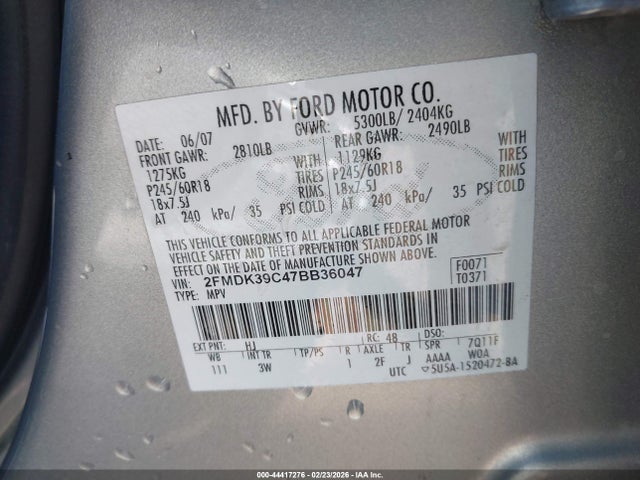 MFD. BY FORD MOTOR CO.
DATE: 06/07 GVWR: 5300LB/ 2404KG
FRONT GAWR: 2810LB REAR GAWR: 2490LB
1275KG WITH 1129KG WITH
P245/60R18 TIRES P245/60R18 TIRES
18x7.5J RIMS 18x7.5J RIMS
AT 240 kPa/ 35 PSI COLD AT 240 kPa/ 35 PSI COLD
THIS VEHICLE CONFORMS TO ALL APPLICABLE FEDERAL MOTOR
VEHICLE SAFETY AND THEFT PREVENTION STANDARDS IN
EFFECT ON THE DATE OF MANUFACTURE SHOWN ABOVE.
VIN: 2FMDK39C47BB36047 F0071
TYPE: MPV T0371
EXT PNT: HJ RC: 48 DSO:
WB INT TR TP/PS R AXLE TR SPR 7Q11F
111 3W 1 2F J AAAA WOA
UTC 5U5A-1520472-BA
000-44417276 - 02/23/2026 - IAA Inc.